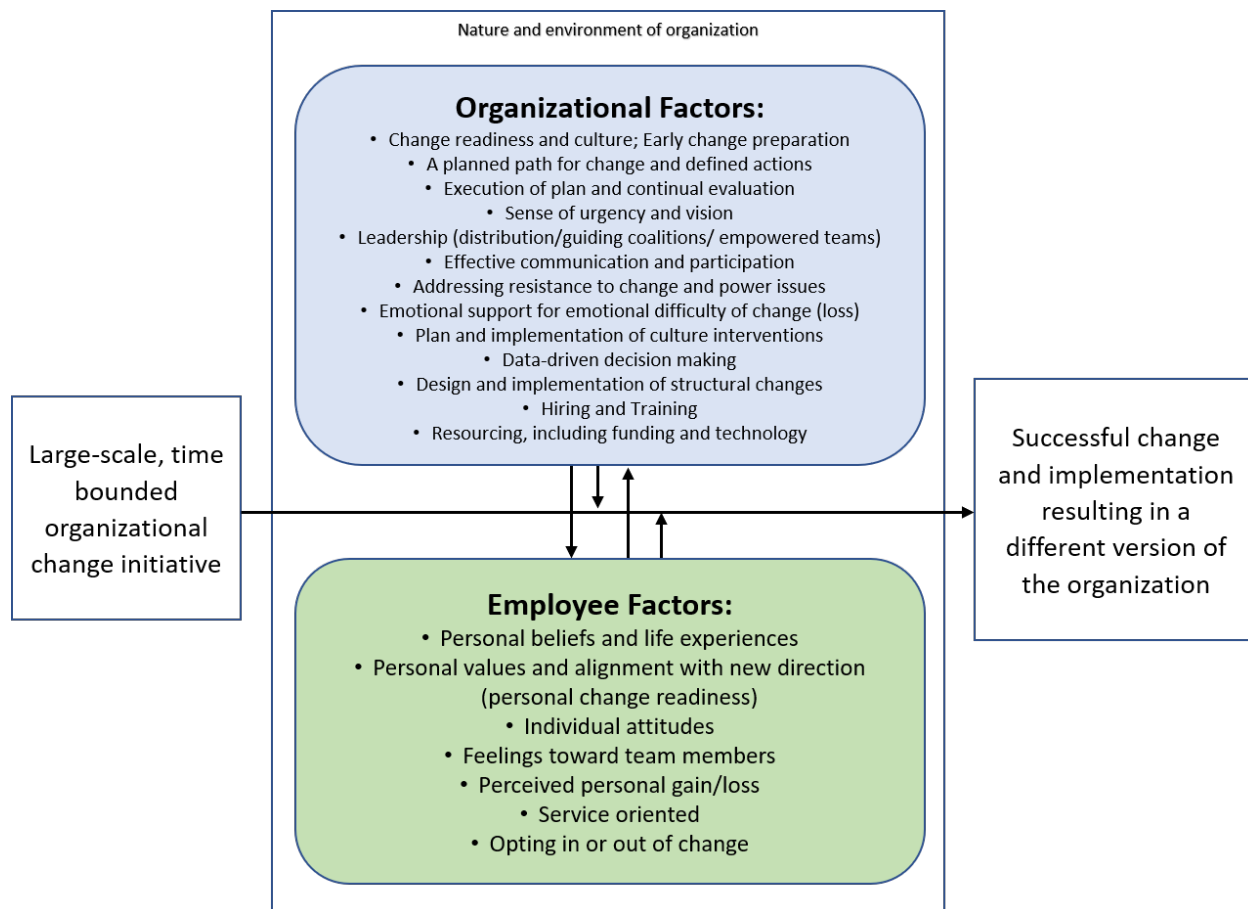 Nature and environment of organization
Organizational Factors:
• Change readiness and culture; Early change preparation
• A planned path for change and defined actions
• Execution of plan and continual evaluation
• Sense of urgency and vision
• Leadership (distribution/guiding coalitions/ empowered teams)
• Effective communication and participation
• Addressing resistance to change and power issues
• Emotional support for emotional difficulty of change (loss)
• Plan and implementation of culture interventions
• Data-driven decision making
• Design and implementation of structural changes
• Hiring and Training
• Resourcing, including funding and technology
Large-scale, time
bounded
organizational
change initiative
Successful change
and implementation
resulting in a
different version of
the organization
Employee Factors:
• Personal beliefs and life experiences
• Personal values and alignment with new direction
(personal change readiness)
• Individual attitudes
• Feelings toward team members
• Perceived personal gain/loss
• Service oriented
• Opting in or out of change